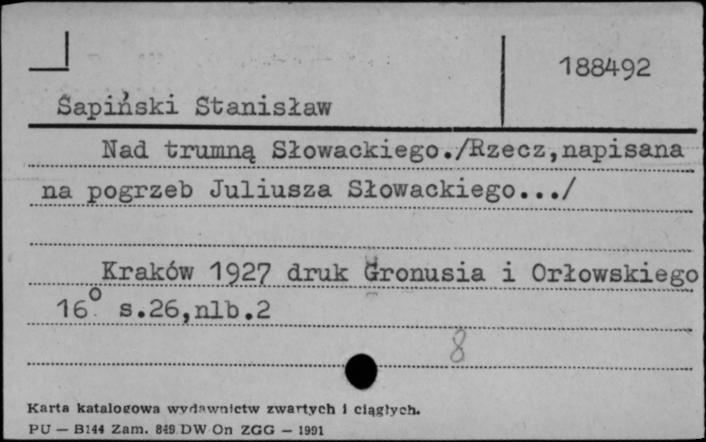 188492
Sapiński Stanisław
Nad trumną Słowackiego./Rzecz,napisana
na pogrzeb Juliusza Słowackiego.../
Kraków 1927 druk Gronusia i Orłowskiego
16° s.26,nlb.2
8
Karta katalogowa wydawnictw zwartych i ciągłych.
PU — B144 Zam. 849 DW On ZGG — 1991